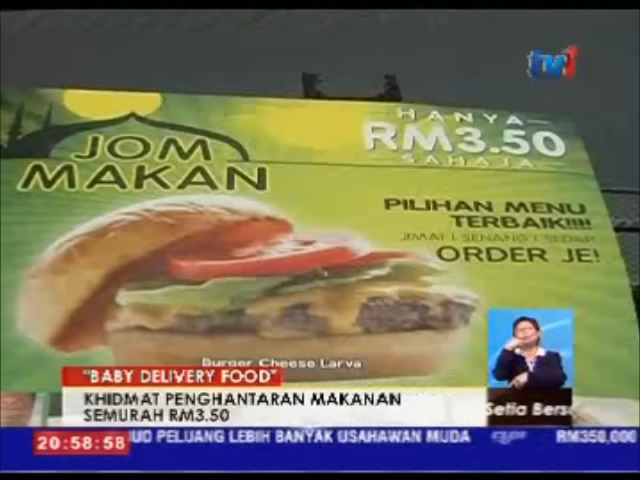 tv1
HANYA
RM3.50
SAHAJA
JOM
MAKAN
PILIHAN MENU
TERBAIK!!!!
JIMAT | SENANG | SEDAP
ORDER JE!
Burger Cheese Larva
"BABY DELIVERY FOOD"
KHIDMAT PENGHANTARAN MAKANAN
SEMURAH RM3.50
Setia Bers
20:58:58 UD PELUANG LEBIH BANYAK USAHAWAN MUDA RM350,000